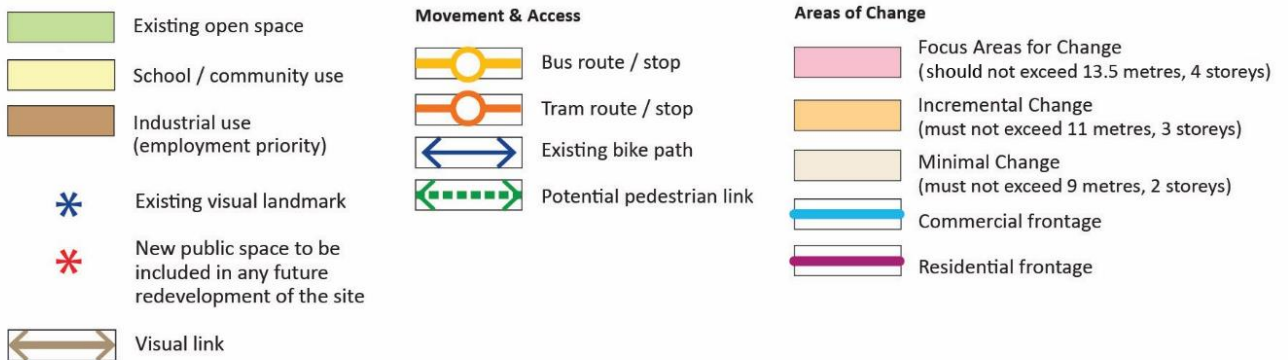 Existing open space
School / community use
Industrial use
(employment priority)
Existing visual landmark
New public space to be
included in any future
redevelopment of the site
Visual link
Movement & Access
Bus route / stop
Tram route / stop
Existing bike path
Potential pedestrian link
Areas of Change
Focus Areas for Change
(should not exceed 13.5 metres, 4 storeys)
Incremental Change
(must not exceed 11 metres, 3 storeys)
Minimal Change
(must not exceed 9 metres, 2 storeys)
Commercial frontage
Residential frontage